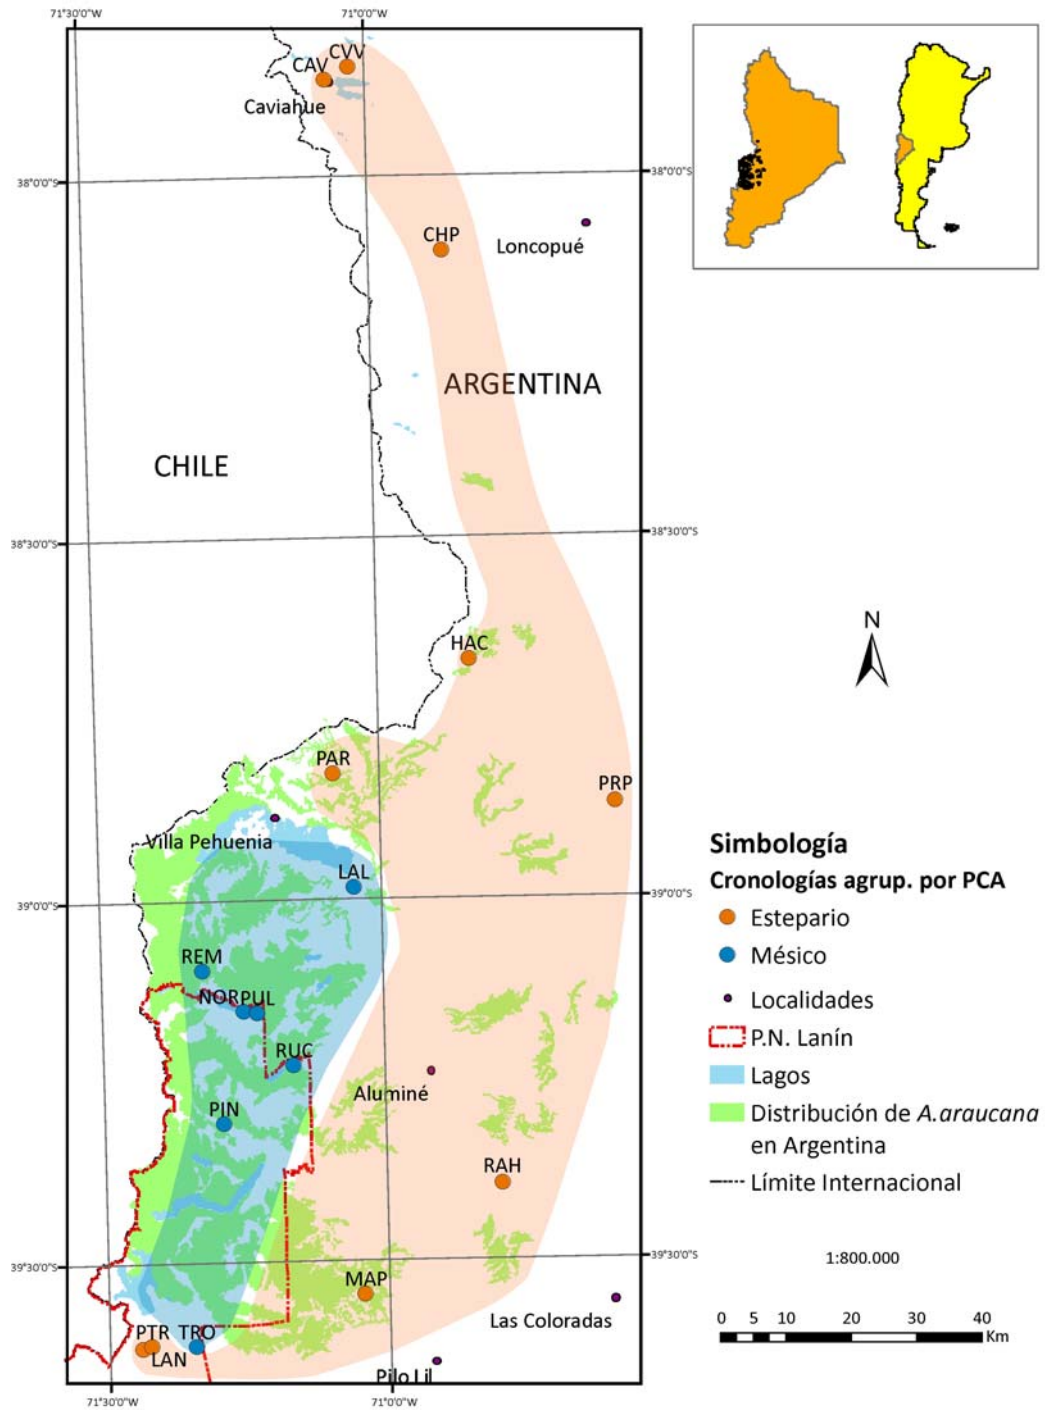 71°30'0"W
71°0'0"W
CVV
CAV
Caviahue
38°0'0"S
38°0'0"S
CHP
Loncopué
ARGENTINA
CHILE
38°30'0"S
38°30'0"S
N
HAC
PAR
PRP
Villa Pehuenia
LAL
39°0'0"S
39°0'0"S
REM
NOR
PUL
RUC
Aluminé
PIN
RAH
39°30'0"S
39°30'0"S
MAP
Las Coloradas
PTR
TRO
LAN
Pilo Lil
71°30'0"W
71°0'0"W
Simbología
Cronologías agrup. por PCA
Estepario
Mésico
Localidades
P.N. Lanín
Lagos
Distribución de A.araucana
en Argentina
Límite Internacional
1:800.000
0 5 10 20 30 40
Km